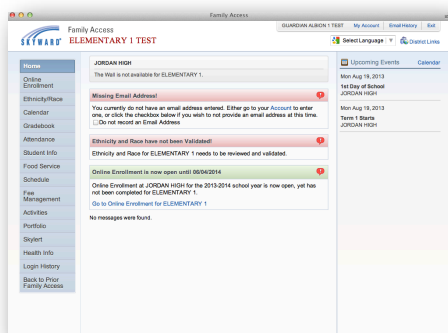 Family Access
GUARDIAN ALBION 1 TEST My Account Email History Exit
SKYWARD
Family Access
ELEMENTARY 1 TEST
Select Language
District Links
Home
Online
Enrollment
Ethnicity/Race
Calendar
Gradebook
Attendance
Student Info
Food Service
Schedule
Fee
Management
Activities
Portfolio
Skylert
Health Info
Login History
Back to Prior
Family Access
JORDAN HIGH
The Wall is not available for ELEMENTARY 1.
Missing Email Address!
You currently do not have an email address entered. Either go to your Account to enter
one, or click the checkbox below if you wish to not provide an email address at this time.
Do not record an Email Address
Ethnicity and Race have not been Validated!
Ethnicity and Race for ELEMENTARY 1 needs to be reviewed and validated.
Online Enrollment is now open until 06/04/2014
Online Enrollment at JORDAN HIGH for the 2013-2014 school year is now open, yet has
not been completed for ELEMENTARY 1.
Go to Online Enrollment for ELEMENTARY 1
No messages were found.
Upcoming Events Calendar
Mon Aug 19, 2013
1st Day of School
JORDAN HIGH
Mon Aug 19, 2013
Term 1 Starts
JORDAN HIGH